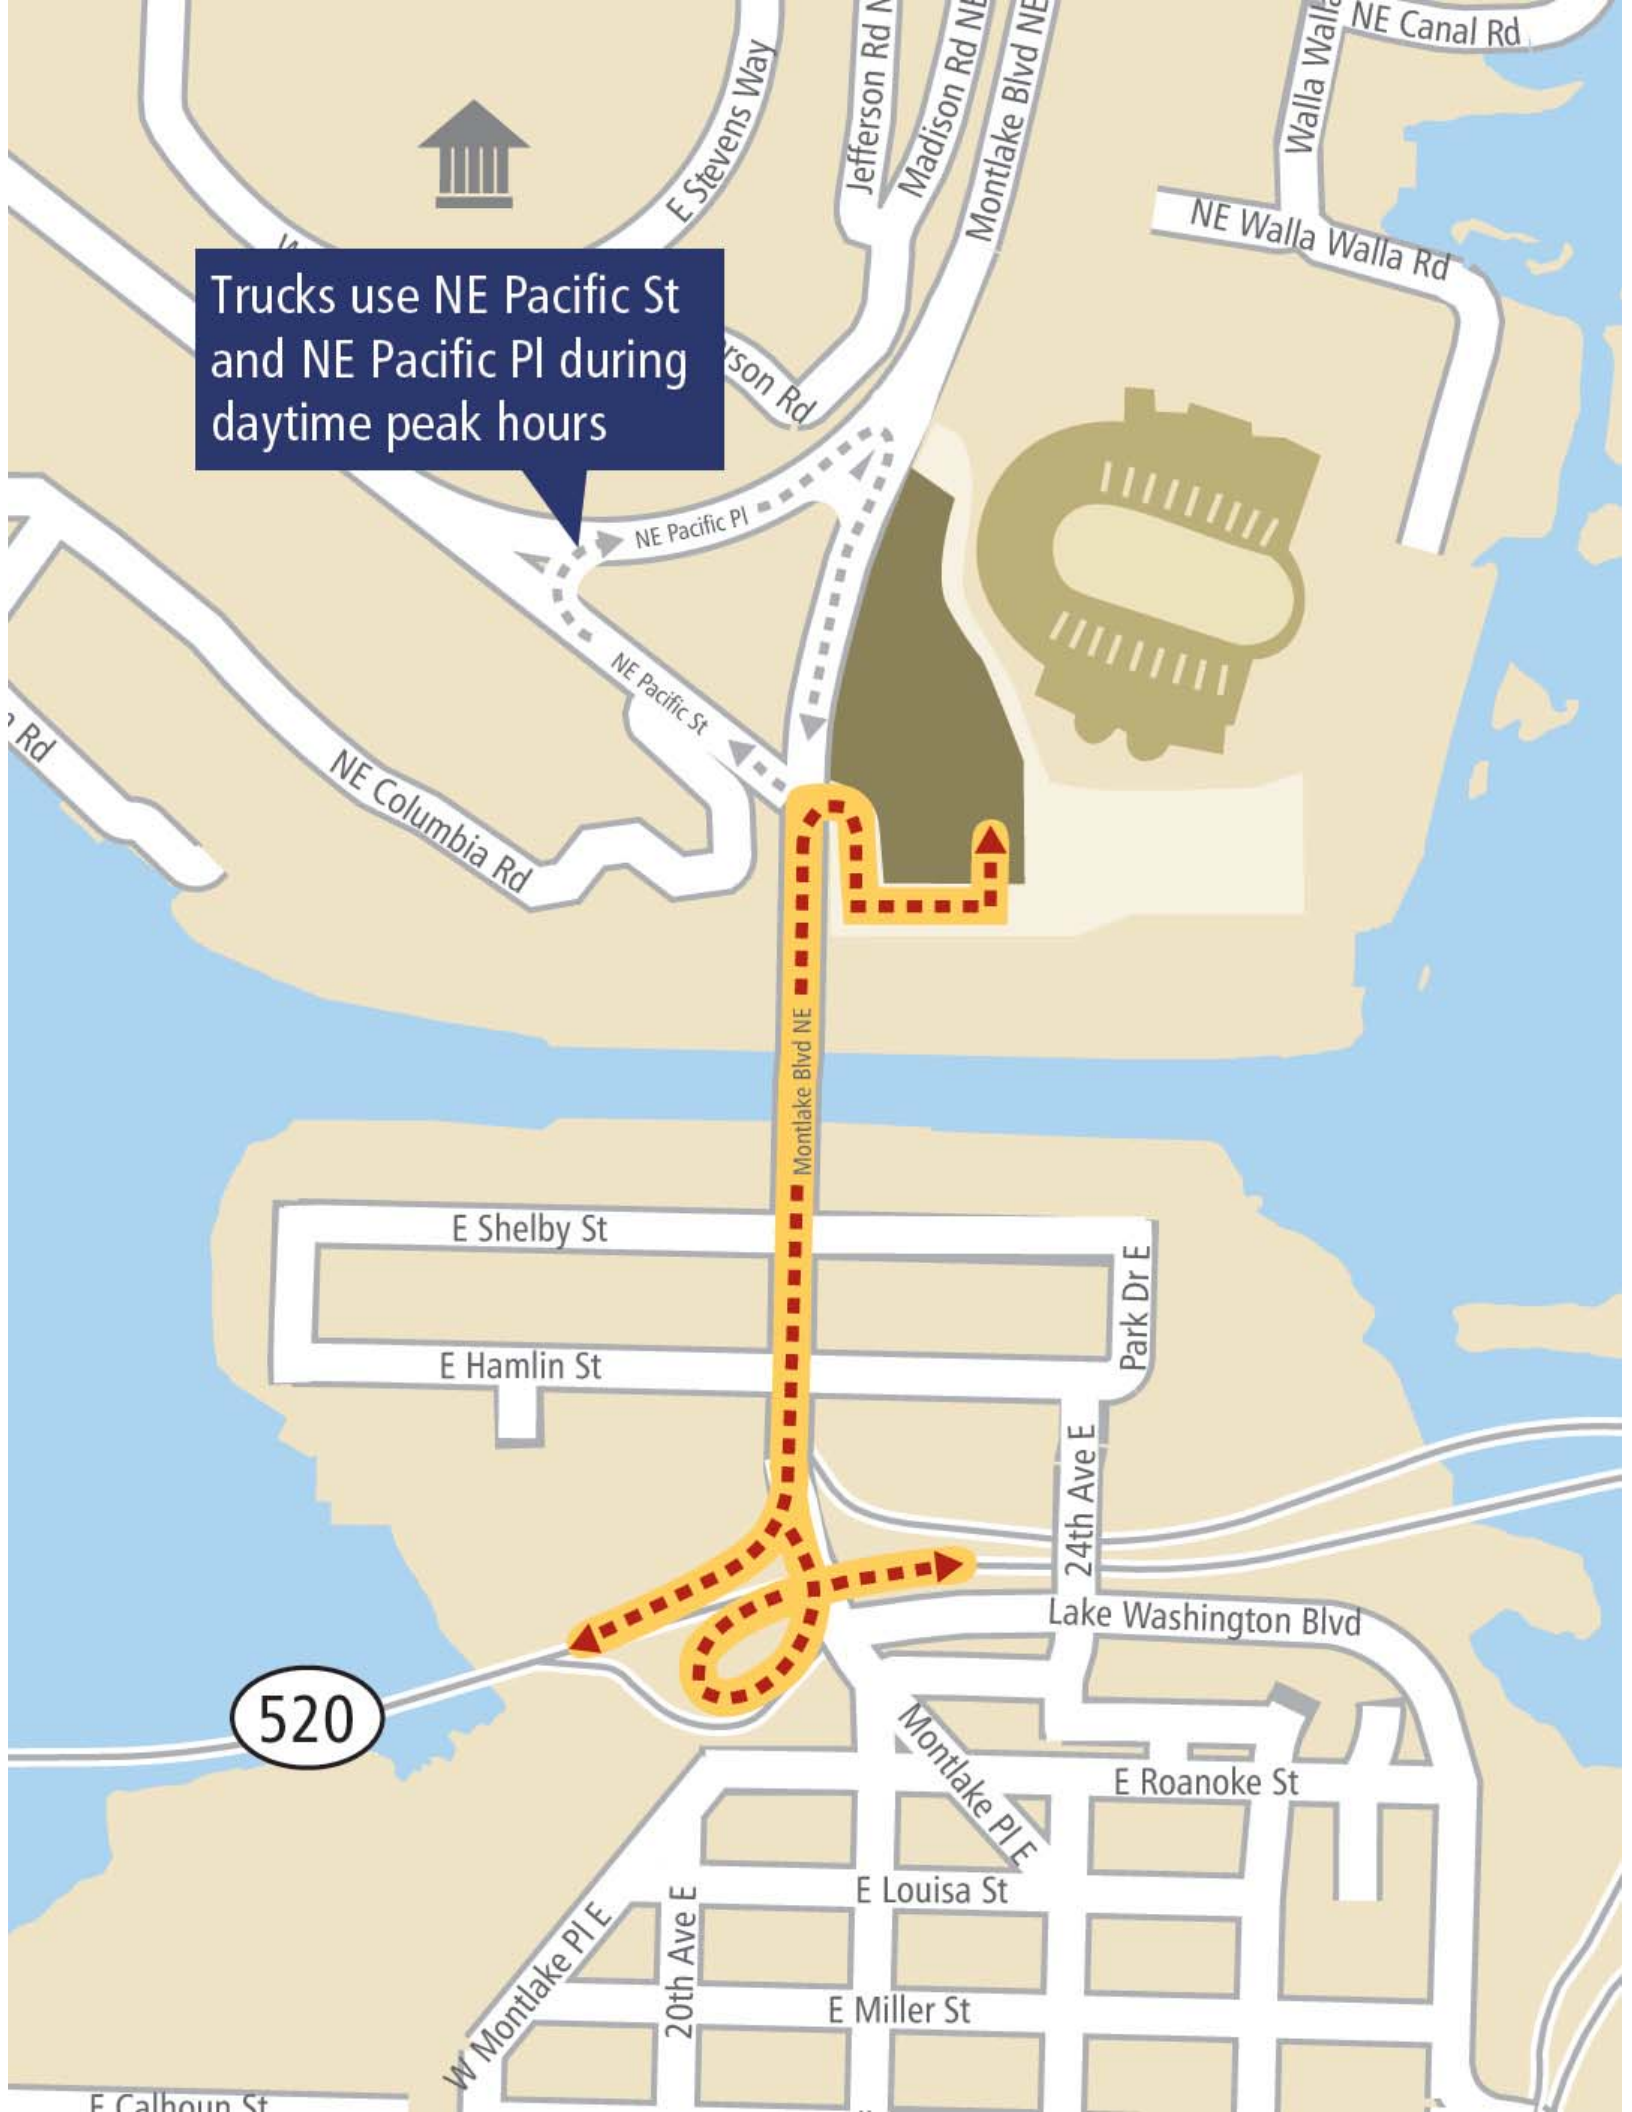 NE Canal Rd
Walla Walla
Jefferson Rd N
Madison Rd NE
Montlake Blvd NE
E Stevens Way
NE Walla Walla Rd
W
Trucks use NE Pacific St
and NE Pacific Pl during
daytime peak hours
rson Rd
NE Pacific Pl
NE Pacific St
Rd
NE Columbia Rd
Montlake Blvd NE
E Shelby St
Park Dr E
E Hamlin St
24th Ave E
Lake Washington Blvd
520
Montlake Pl E
E Roanoke St
E Louisa St
W Montlake Pl E
20th Ave E
E Miller St
E Calhoun St